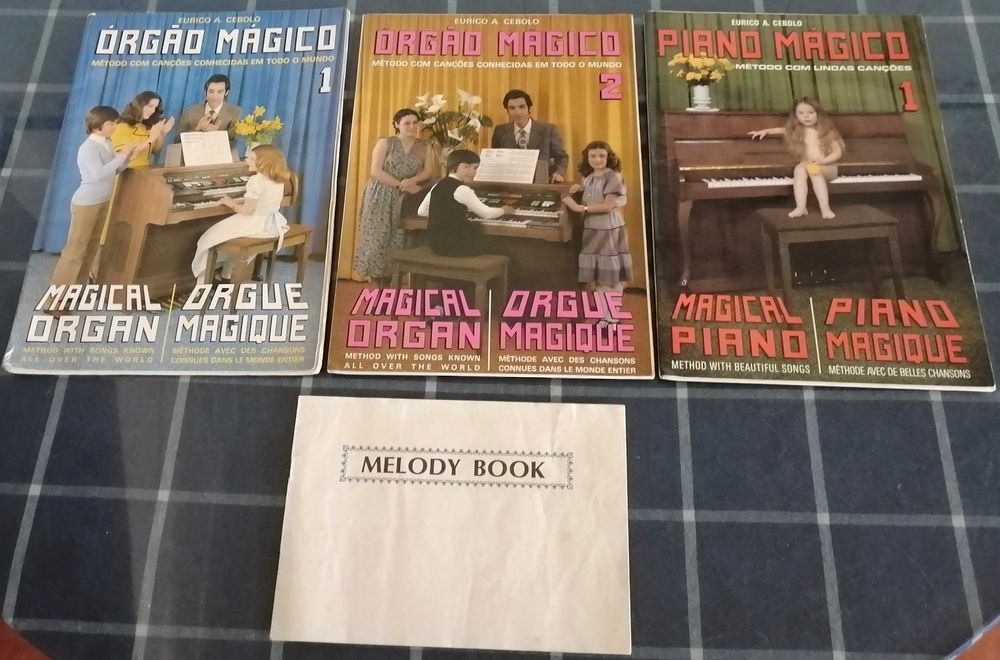 EURICO A. CEBOLO
ÓRGÃO MÁGICO
MÉTODO COM CANÇÕES CONHECIDAS EM TODO O MUNDO
1
MAGICAL
ORGAN
METHOD WITH SONGS KNOWN
ALL OVER THE WORLD
ORGUE
MAGIQUE
MÉTHODE AVEC DES CHANSONS
CONNUES DANS LE MONDE ENTIER
EURICO A. CEBOLO
ÓRGÃO MÁGICO
MÉTODO COM CANÇÕES CONHECIDAS EM TODO O MUNDO
2
MAGICAL
ORGAN
METHOD WITH SONGS KNOWN
ALL OVER THE WORLD
ORGUE
MAGIQUE
MÉTHODE AVEC DES CHANSONS
CONNUES DANS LE MONDE ENTIER
EURICO A. CEBOLO
PIANO MÁGICO
MÉTODO COM LINDAS CANÇÕES
1
MAGICAL
PIANO
METHOD WITH BEAUTIFUL SONGS
PIANO
MAGIQUE
MÉTHODE AVEC DE BELLES CHANSONS
MELODY BOOK